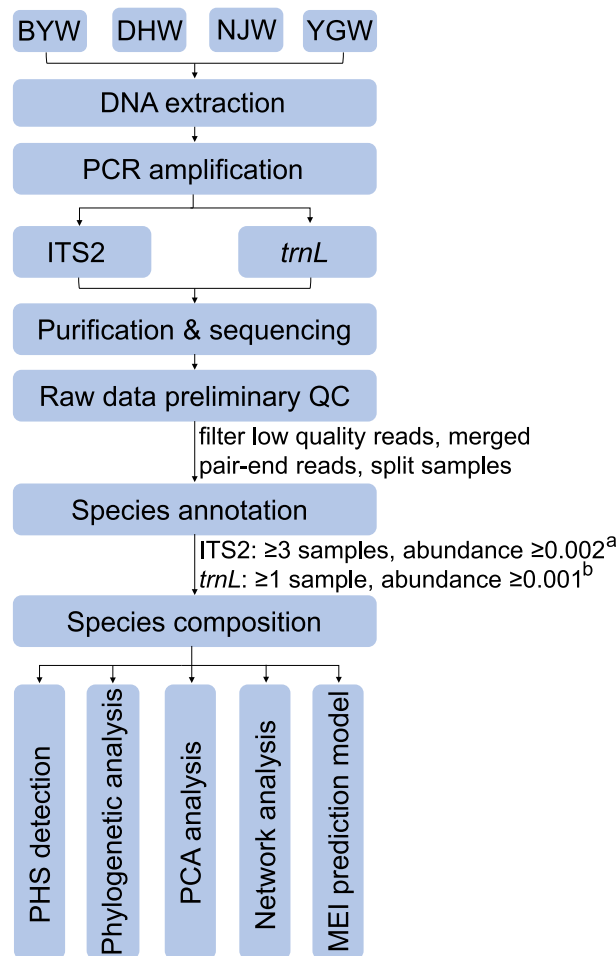 BYW DHW NJW YGW
DNA extraction
PCR amplification
ITS2 trnL
Purification & sequencing
Raw data preliminary QC
filter low quality reads, merged
pair-end reads, split samples
Species annotation
ITS2: ≥3 samples, abundance ≥0.002a
trnL: ≥1 sample, abundance ≥0.001b
Species composition
PHS detection
Phylogenetic analysis
PCA analysis
Network analysis
MEI prediction model